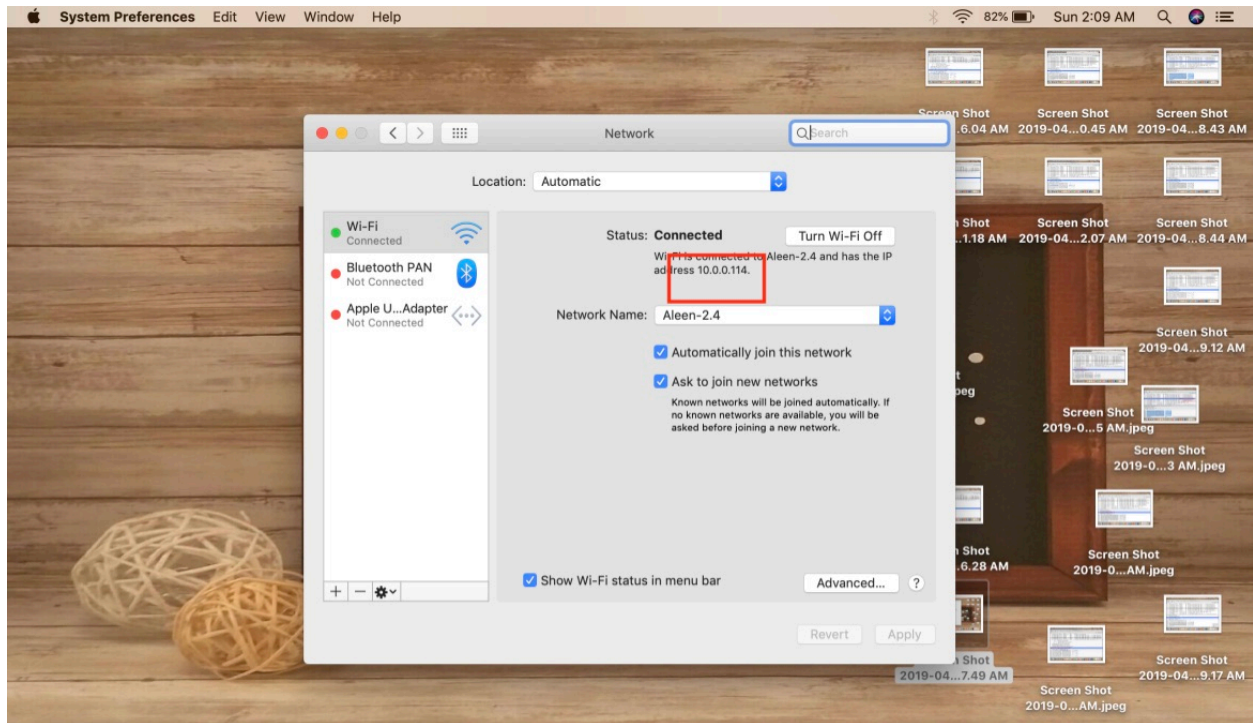 System Preferences Edit View Window Help
82% Sun 2:09 AM
Network
Search
Location: Automatic
Wi-Fi
Connected
Bluetooth PAN
Not Connected
Apple U...Adapter
Not Connected
Status: Connected
Turn Wi-Fi Off
Wi-Fi is connected to Aleen-2.4 and has the IP
address 10.0.0.114.
Network Name: Aleen-2.4
Automatically join this network
Ask to join new networks
Known networks will be joined automatically. If
no known networks are available, you will be
asked before joining a new network.
Show Wi-Fi status in menu bar
Advanced... ?
Revert Apply
Screen Shot Screen Shot Screen Shot
...6.04 AM 2019-04...0.45 AM 2019-04...8.43 AM
Shot Screen Shot Screen Shot
...1.18 AM 2019-04...2.07 AM 2019-04...8.44 AM
Screen Shot
2019-04...9.12 AM
Screen Shot
2019-0...5 AM.jpeg
Screen Shot
2019-0...3 AM.jpeg
Shot
...6.28 AM
Screen Shot
2019-0...AM.jpeg
Shot
2019-04...7.49 AM
Screen Shot
2019-04...9.17 AM
Screen Shot
2019-0...AM.jpeg